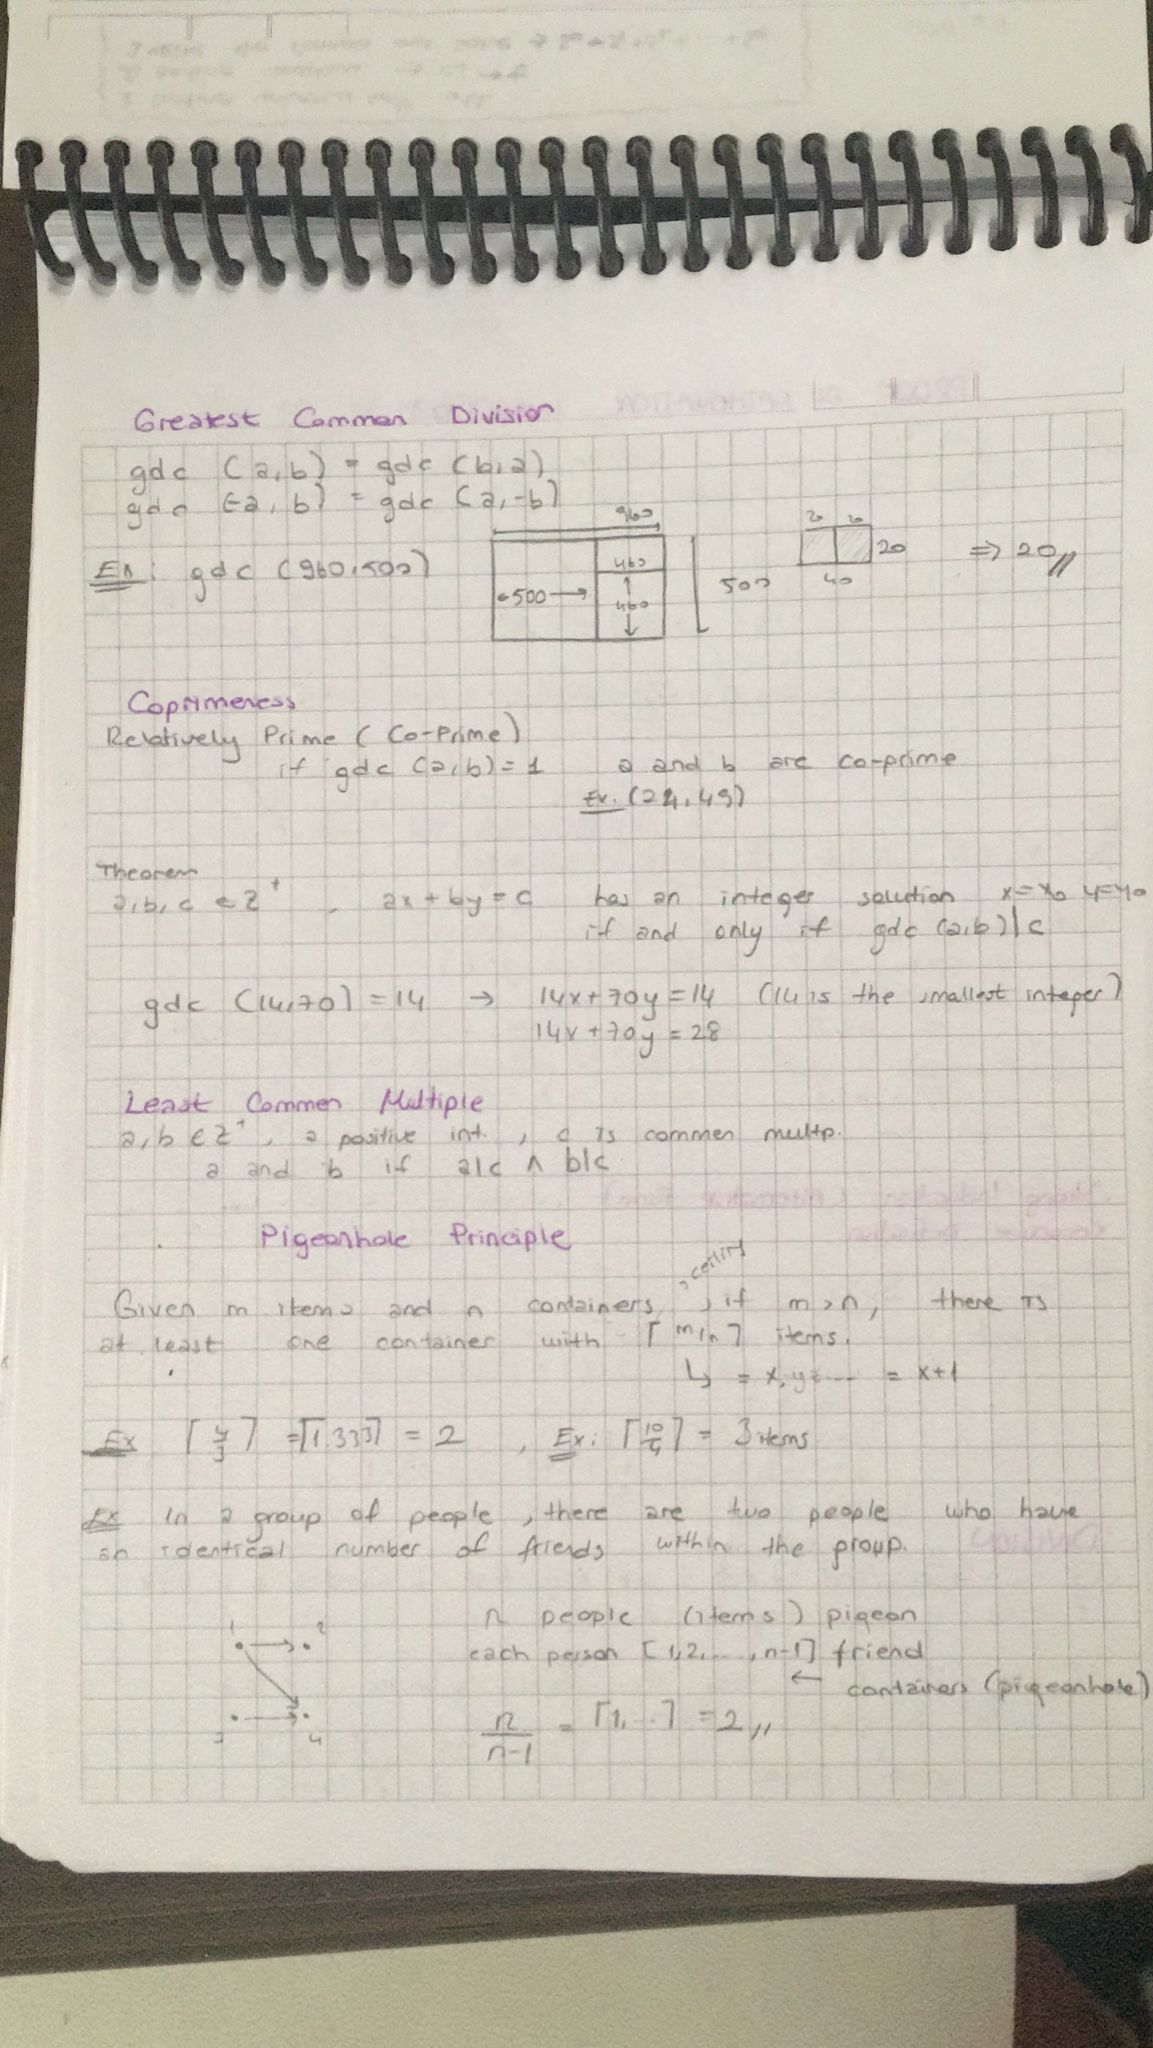 Greatest Common Division
gdc (a,b) = gdc (b,a)
gdc (-a,b) = gdc (a,-b)
Ex: gdc (960,500)
960
460
←500→
460
500
20
40
⇒ 20//
Coprimeness
Relatively Prime (Co-Prime)
if gdc (a,b) = 1 a and b are co-prime
Ex. (24,49)
Theorem
a,b,c ∈ Z⁺, ax+by=c has an integer solution x=x₀ y=y₀
if and only if gdc (a,b)|c
gdc (14,70) = 14 → 14x+70y=14 (14 is the smallest integer)
14x+70y=28
Least Commen Multiple
a,b ∈ Z⁺, a positive int., c is commen multp.
a and b if a|c ∧ b|c
Pigeonhole Principle
ceiling
Given m items and n containers, if m>n, there is
at least one container with ⌈m/n⌉ items.
↳ = x,yz... = x+1
Ex ⌈4/3⌉ = ⌈1,333⌉ = 2, Ex: ⌈10/4⌉ = 3 items
Ex In a group of people, there are two people who have
an identical number of friends within the group.
1 2
3 4
n people (items) pigeon
each person [1,2,...,n-1] friend
← containers (pigeonhole)
n/n-1 = ⌈1,...⌉ = 2//